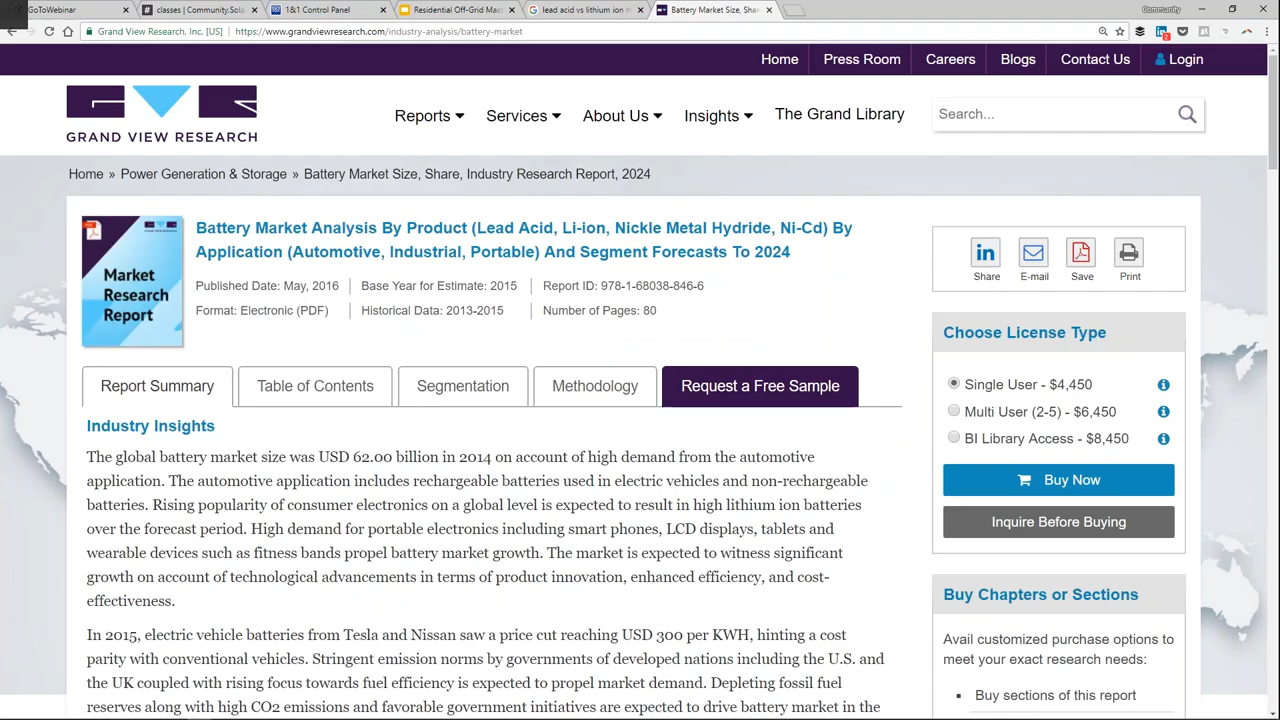 GoToWebinar
classes | Community.Sola
1&1 Control Panel
Residential Off-Grid Mas
lead acid vs lithium ion m
Battery Market Size, Shar
Community
Grand View Research, Inc. [US]
https://www.grandviewresearch.com/industry-analysis/battery-market
Home
Press Room
Careers
Blogs
Contact Us
Login
GRAND VIEW RESEARCH
Reports
Services
About Us
Insights
The Grand Library
Search...
Home » Power Generation & Storage » Battery Market Size, Share, Industry Research Report, 2024
Market
Research
Report
Battery Market Analysis By Product (Lead Acid, Li-ion, Nickle Metal Hydride, Ni-Cd) By
Application (Automotive, Industrial, Portable) And Segment Forecasts To 2024
Published Date: May, 2016
Base Year for Estimate: 2015
Report ID: 978-1-68038-846-6
Format: Electronic (PDF)
Historical Data: 2013-2015
Number of Pages: 80
Share
E-mail
Save
Print
Report Summary
Table of Contents
Segmentation
Methodology
Request a Free Sample
Industry Insights
The global battery market size was USD 62.00 billion in 2014 on account of high demand from the automotive
application. The automotive application includes rechargeable batteries used in electric vehicles and non-rechargeable
batteries. Rising popularity of consumer electronics on a global level is expected to result in high lithium ion batteries
over the forecast period. High demand for portable electronics including smart phones, LCD displays, tablets and
wearable devices such as fitness bands propel battery market growth. The market is expected to witness significant
growth on account of technological advancements in terms of product innovation, enhanced efficiency, and cost-
effectiveness.
In 2015, electric vehicle batteries from Tesla and Nissan saw a price cut reaching USD 300 per KWH, hinting a cost
parity with conventional vehicles. Stringent emission norms by governments of developed nations including the U.S. and
the UK coupled with rising focus towards fuel efficiency is expected to propel market demand. Depleting fossil fuel
reserves along with high CO2 emissions and favorable government initiatives are expected to drive battery market in the
Choose License Type
Single User - $4,450
Multi User (2-5) - $6,450
BI Library Access - $8,450
Buy Now
Inquire Before Buying
Buy Chapters or Sections
Avail customized purchase options to
meet your exact research needs:
Buy sections of this report